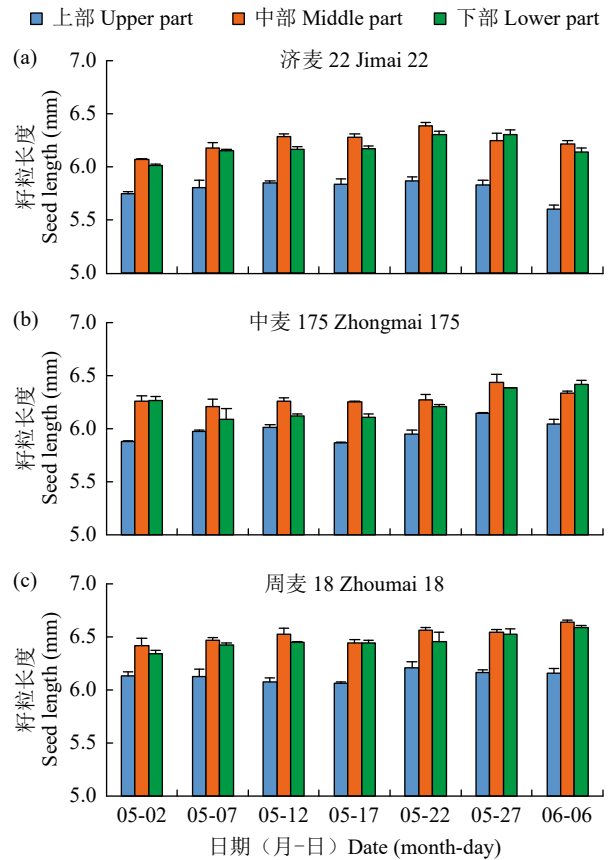 上部 Upper part 中部 Middle part 下部 Lower part
(a) 济麦 22 Jimai 22
籽粒长度
Seed length (mm)
7.0
6.5
6.0
5.5
5.0
(b) 中麦 175 Zhongmai 175
籽粒长度
Seed length (mm)
7.0
6.5
6.0
5.5
5.0
(c) 周麦 18 Zhoumai 18
籽粒长度
Seed length (mm)
7.0
6.5
6.0
5.5
5.0
05-02 05-07 05-12 05-17 05-22 05-27 06-06
日期（月-日）Date (month-day)